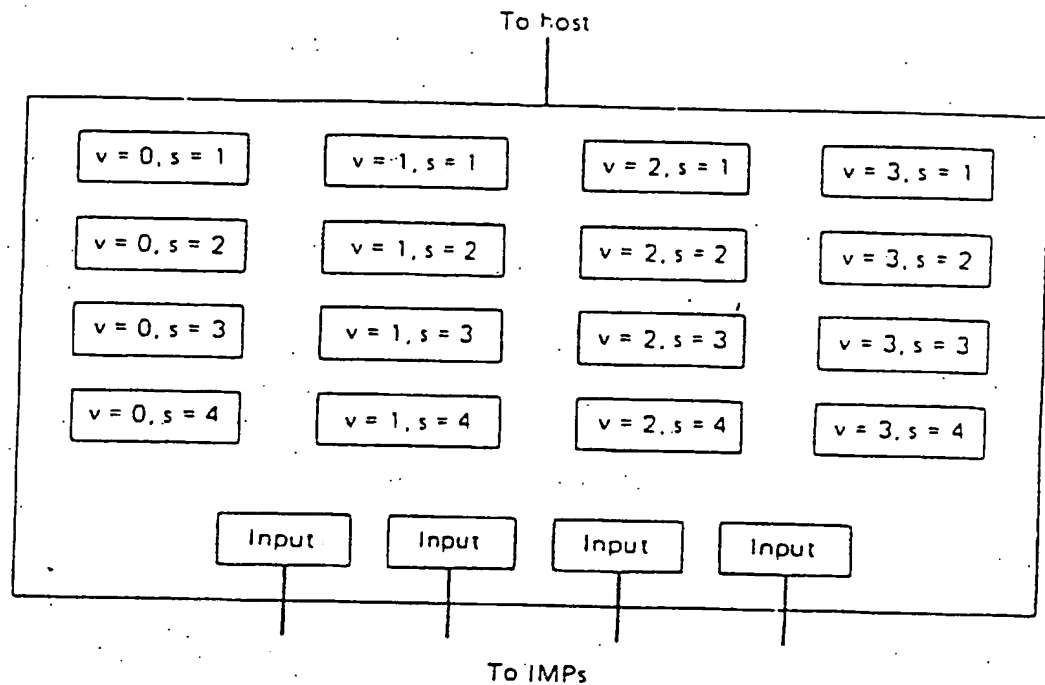 To host
v = 0, s = 1 v = 1, s = 1 v = 2, s = 1 v = 3, s = 1
v = 0, s = 2 v = 1, s = 2 v = 2, s = 2 v = 3, s = 2
v = 0, s = 3 v = 1, s = 3 v = 2, s = 3 v = 3, s = 3
v = 0, s = 4 v = 1, s = 4 v = 2, s = 4 v = 3, s = 4
Input Input Input Input
To IMPs